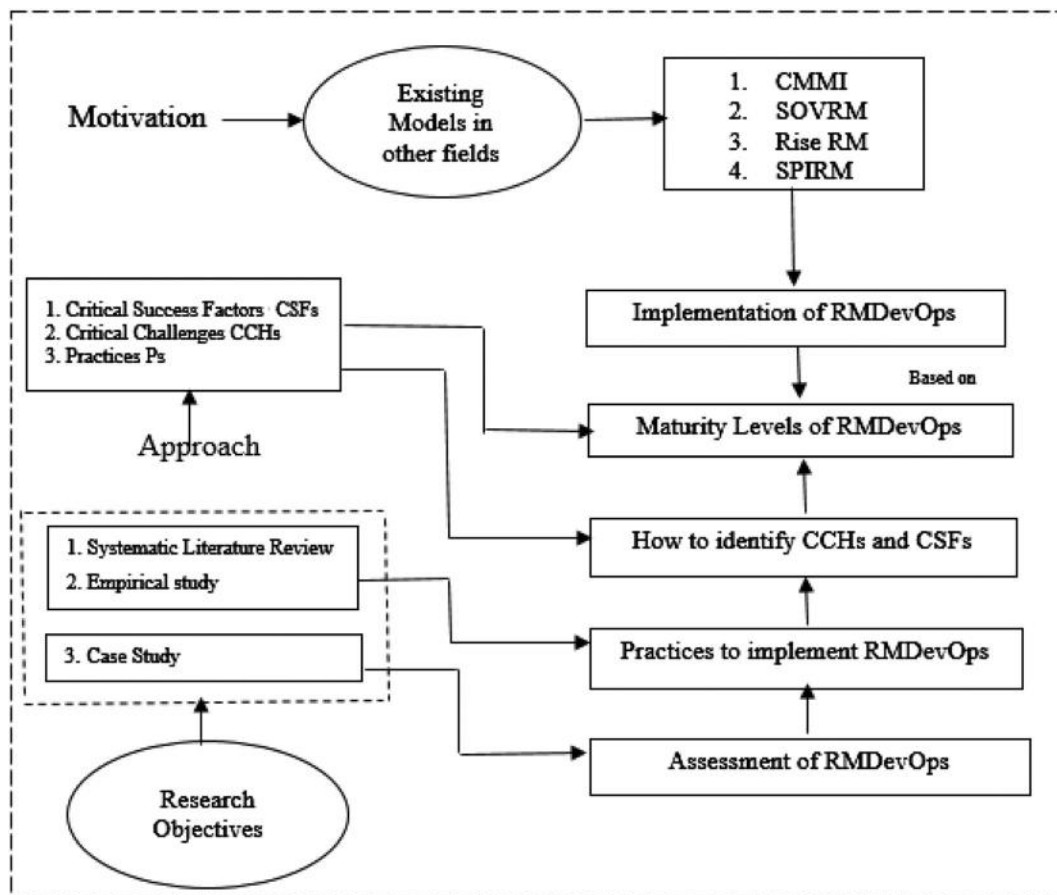 Motivation
Existing
Models in
other fields
1. CMMI
2. SOVRM
3. Rise RM
4. SPIRM
1. Critical Success Factors CSFs
2. Critical Challenges CCHs
3. Practices Ps
Approach
Implementation of RMDevOps
Based on
Maturity Levels of RMDevOps
1. Systematic Literature Review
2. Empirical study
3. Case Study
How to identify CCHs and CSFs
Practices to implement RMDevOps
Assessment of RMDevOps
Research
Objectives